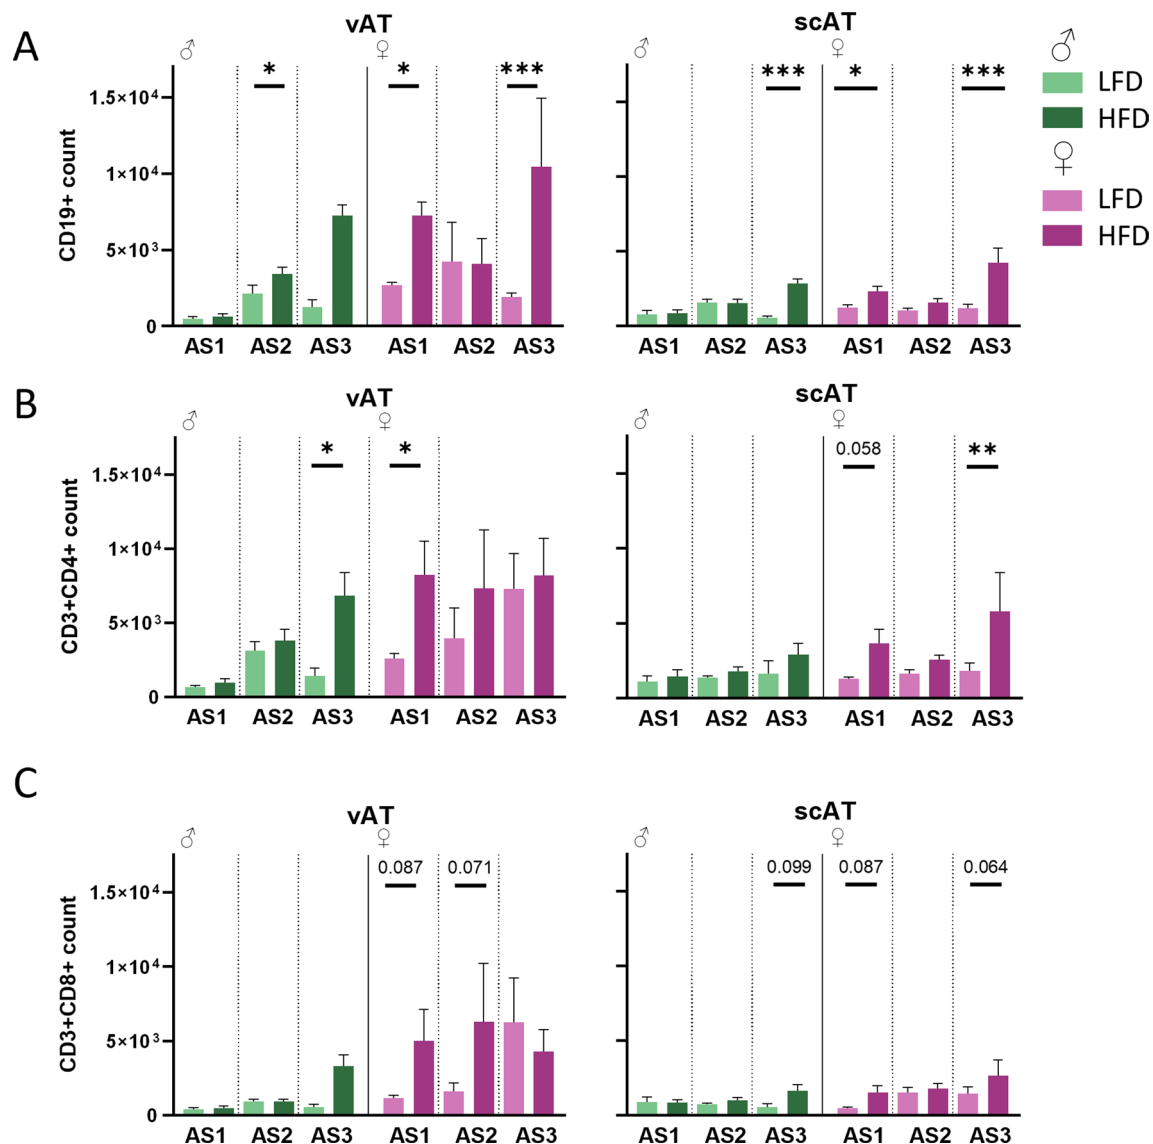 A
vAT
scAT
♂
♀
♂
♀
* * *** *** * ***
CD19+ count
1.5×10⁴
1×10⁴
5×10³
0
AS1 AS2 AS3 AS1 AS2 AS3
AS1 AS2 AS3 AS1 AS2 AS3
♂
LFD
HFD
♀
LFD
HFD
B
vAT
scAT
♂
♀
♂
♀
* * 0.058 **
CD3+CD4+ count
1.5×10⁴
1×10⁴
5×10³
0
AS1 AS2 AS3 AS1 AS2 AS3
AS1 AS2 AS3 AS1 AS2 AS3
C
vAT
scAT
♂
♀
♂
♀
0.087 0.071 0.099 0.087 0.064
CD3+CD8+ count
1.5×10⁴
1×10⁴
5×10³
0
AS1 AS2 AS3 AS1 AS2 AS3
AS1 AS2 AS3 AS1 AS2 AS3